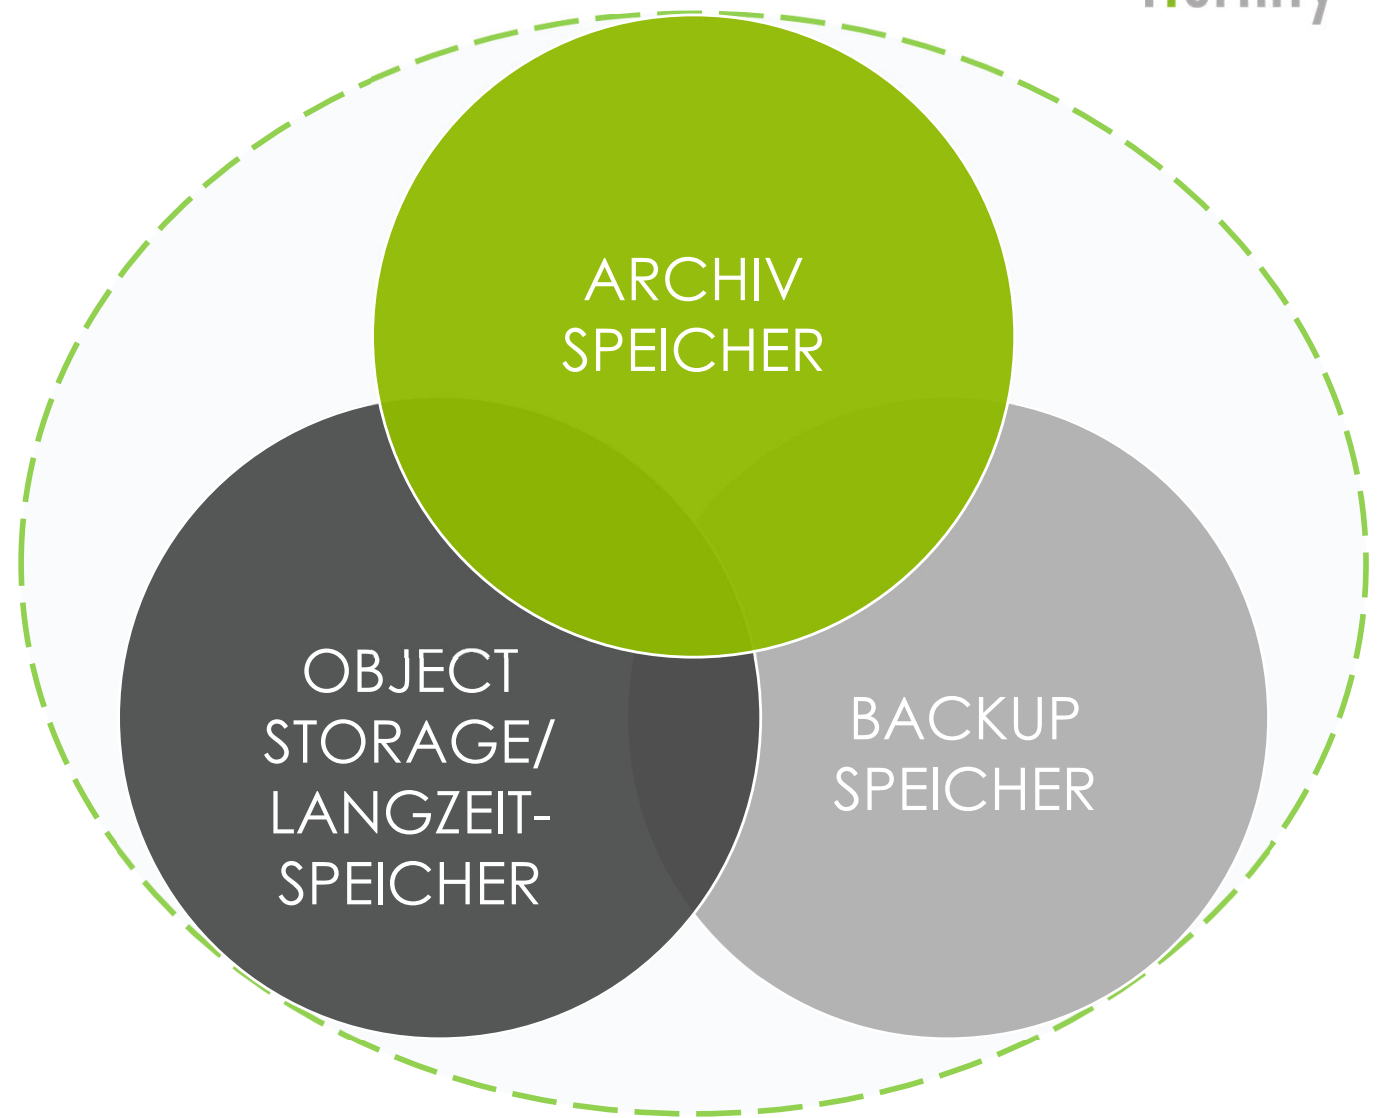 ARCHIV
SPEICHER
OBJECT
STORAGE/
LANGZEIT-
SPEICHER
BACKUP
SPEICHER